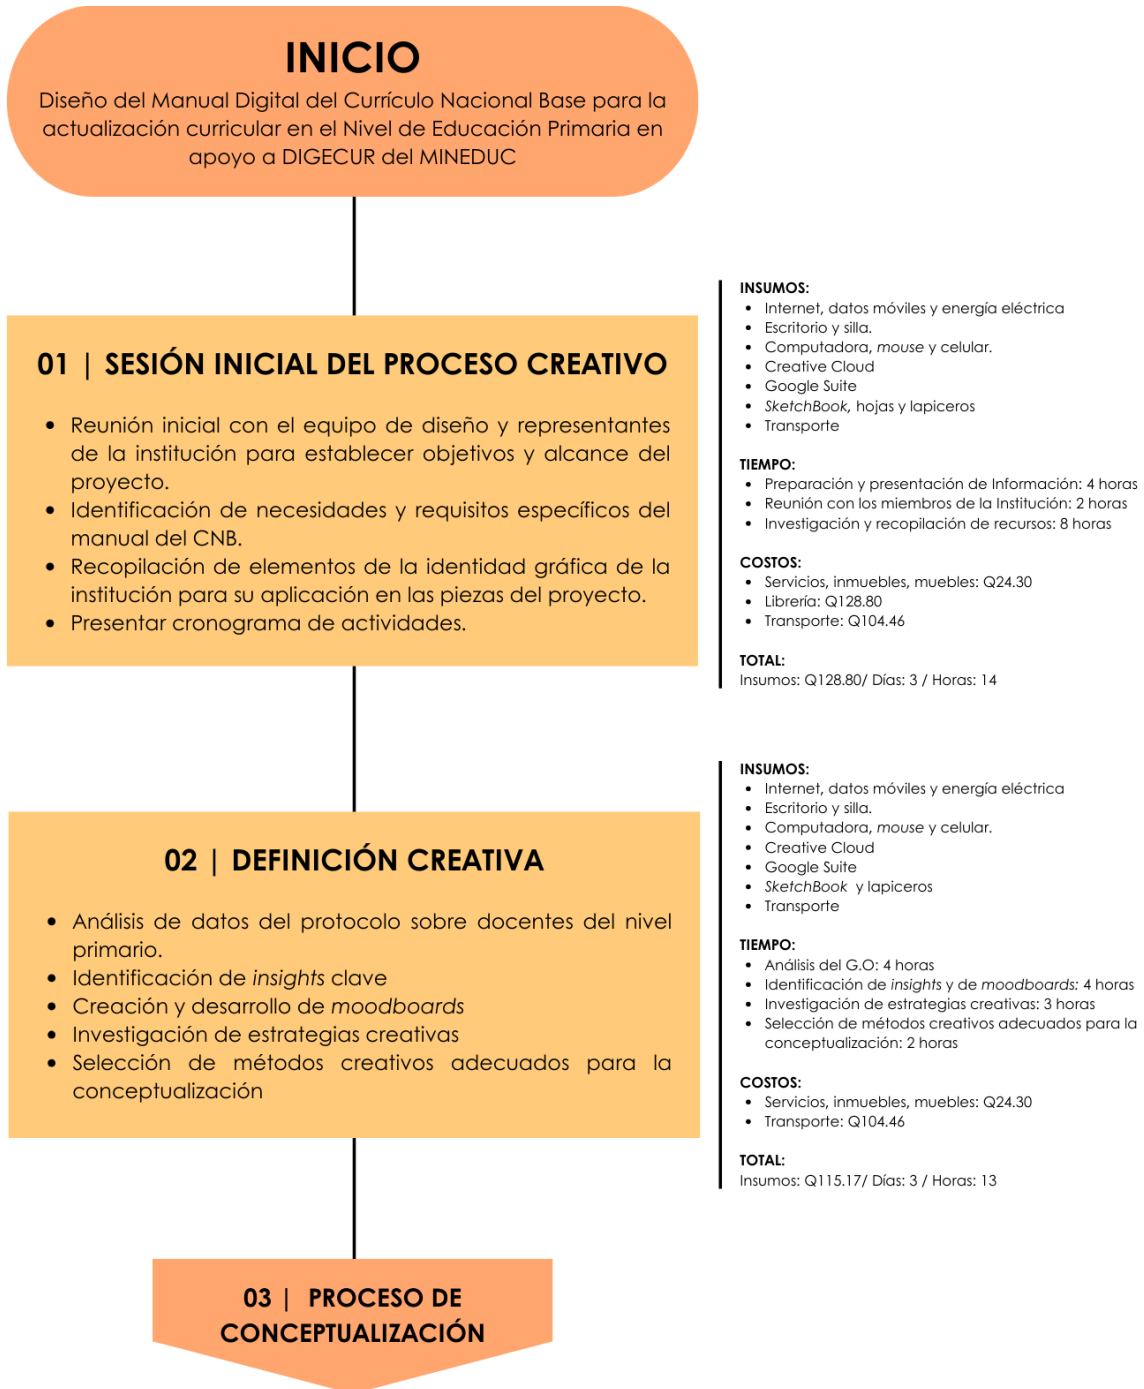 INICIO
Diseño del Manual Digital del Currículo Nacional Base para la
actualización curricular en el Nivel de Educación Primaria en
apoyo a DIGECUR del MINEDUC
01 | SESIÓN INICIAL DEL PROCESO CREATIVO
• Reunión inicial con el equipo de diseño y representantes
de la institución para establecer objetivos y alcance del
proyecto.
• Identificación de necesidades y requisitos específicos del
manual del CNB.
• Recopilación de elementos de la identidad gráfica de la
institución para su aplicación en las piezas del proyecto.
• Presentar cronograma de actividades.
INSUMOS:
• Internet, datos móviles y energía eléctrica
• Escritorio y silla.
• Computadora, mouse y celular.
• Creative Cloud
• Google Suite
• SketchBook, hojas y lapiceros
• Transporte
TIEMPO:
• Preparación y presentación de Información: 4 horas
• Reunión con los miembros de la Institución: 2 horas
• Investigación y recopilación de recursos: 8 horas
COSTOS:
• Servicios, inmuebles, muebles: Q24.30
• Librería: Q128.80
• Transporte: Q104.46
TOTAL:
Insumos: Q128.80/ Días: 3 / Horas: 14
02 | DEFINICIÓN CREATIVA
• Análisis de datos del protocolo sobre docentes del nivel
primario.
• Identificación de insights clave
• Creación y desarrollo de moodboards
• Investigación de estrategias creativas
• Selección de métodos creativos adecuados para la
conceptualización
INSUMOS:
• Internet, datos móviles y energía eléctrica
• Escritorio y silla.
• Computadora, mouse y celular.
• Creative Cloud
• Google Suite
• SketchBook y lapiceros
• Transporte
TIEMPO:
• Análisis del G.O: 4 horas
• Identificación de insights y de moodboards: 4 horas
• Investigación de estrategias creativas: 3 horas
• Selección de métodos creativos adecuados para la
conceptualización: 2 horas
COSTOS:
• Servicios, inmuebles, muebles: Q24.30
• Transporte: Q104.46
TOTAL:
Insumos: Q115.17/ Días: 3 / Horas: 13
03 | PROCESO DE
CONCEPTUALIZACIÓN